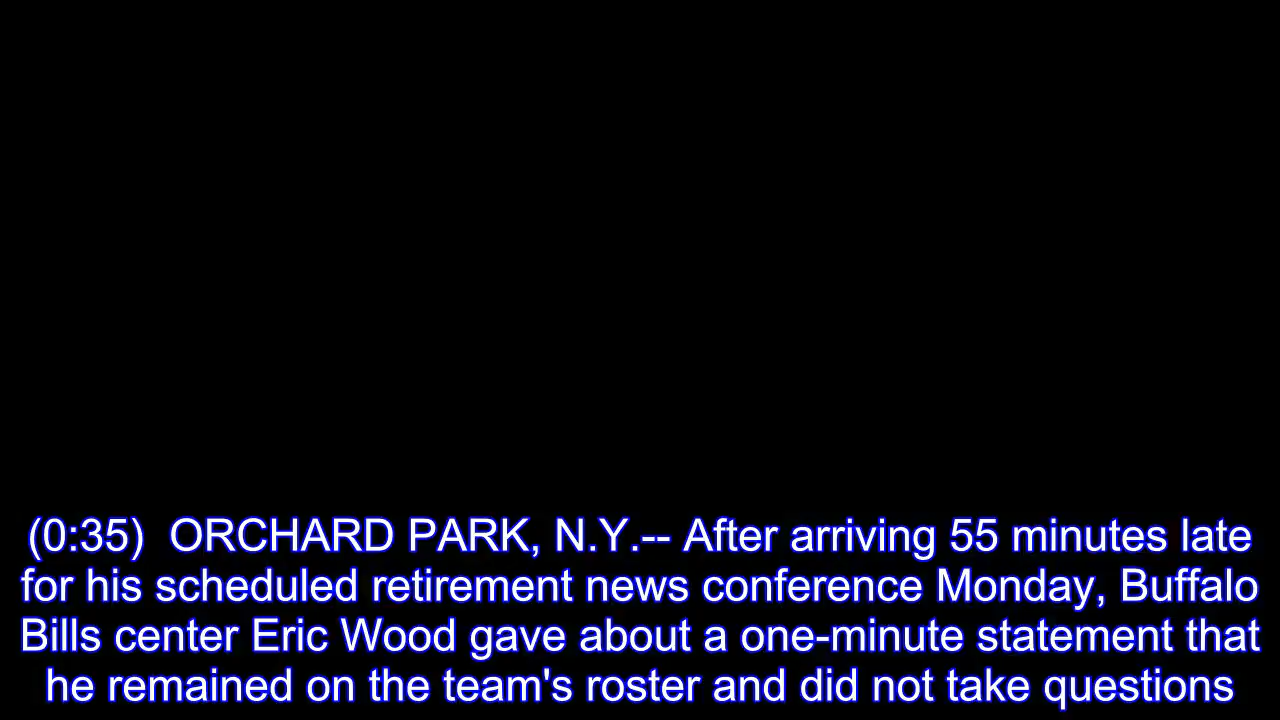 (0:35)  ORCHARD PARK, N.Y.-- After arriving 55 minutes late
for his scheduled retirement news conference Monday, Buffalo
Bills center Eric Wood gave about a one-minute statement that
he remained on the team's roster and did not take questions